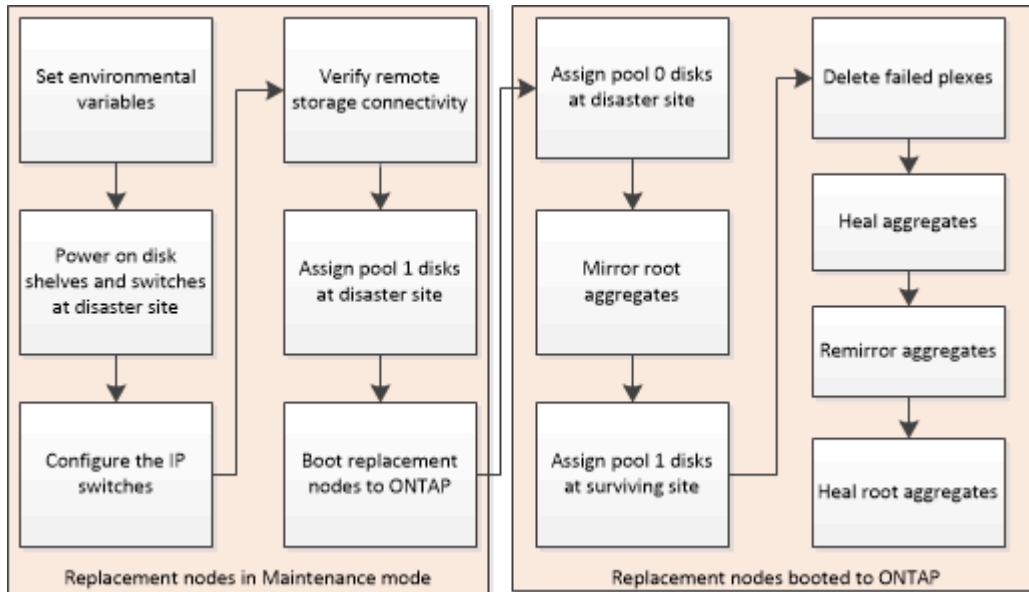 Set environmental
variables
Power on disk
shelves and switches
at disaster site
Configure the IP
switches
Verify remote
storage connectivity
Assign pool 1 disks
at disaster site
Boot replacement
nodes to ONTAP
Replacement nodes in Maintenance mode
Assign pool 0 disks
at disaster site
Mirror root
aggregates
Assign pool 1 disks
at surviving site
Delete failed plexes
Heal aggregates
Remirror aggregates
Heal root aggregates
Replacement nodes booted to ONTAP